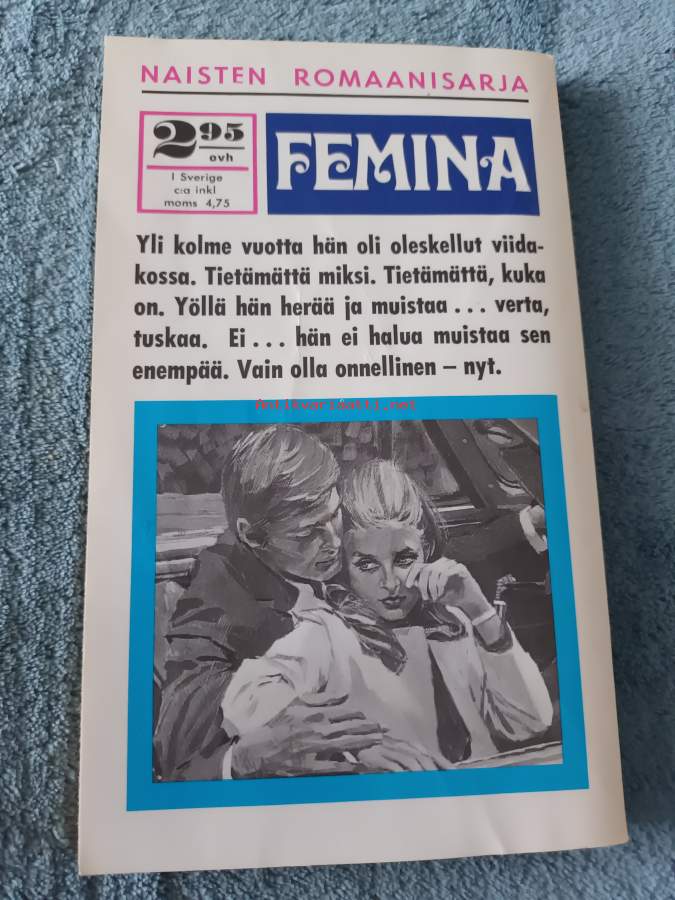 NAISTEN ROMAANISARJA
2 95
ovh
I Sverige
c:a inkl
moms 4,75
FEMINA
Yli kolme vuotta hän oli oleskellut viida-
kossa. Tietämättä miksi. Tietämättä, kuka
on. Yöllä hän herää ja muistaa . . . verta,
tuskaa. Ei . . . hän ei halua muistaa sen
enempää. Vain olla onnellinen – nyt.
Antikvariaatti.net